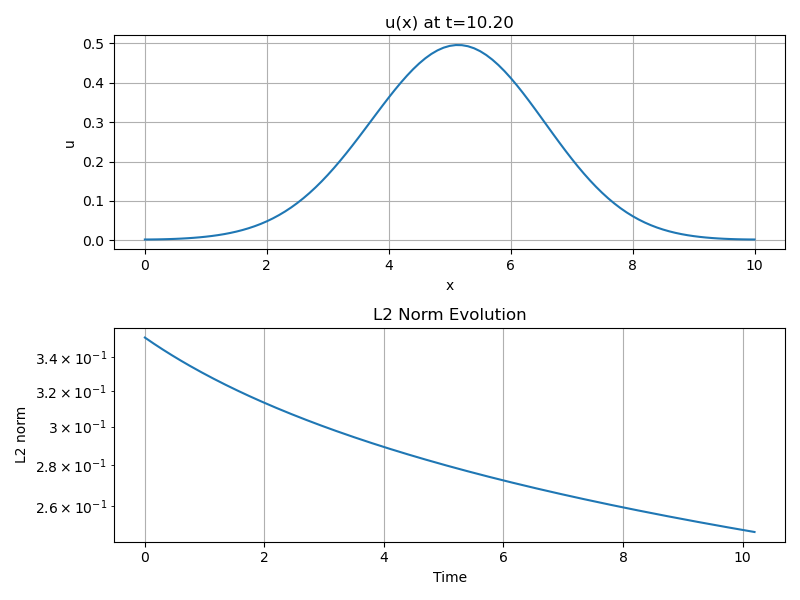 u(x) at t=10.20
0.5
0.4
0.3
0.2
0.1
0.0
u
0 2 4 6 8 10
x
L2 Norm Evolution
3.4 × 10⁻¹
3.2 × 10⁻¹
3 × 10⁻¹
2.8 × 10⁻¹
2.6 × 10⁻¹
L2 norm
0 2 4 6 8 10
Time